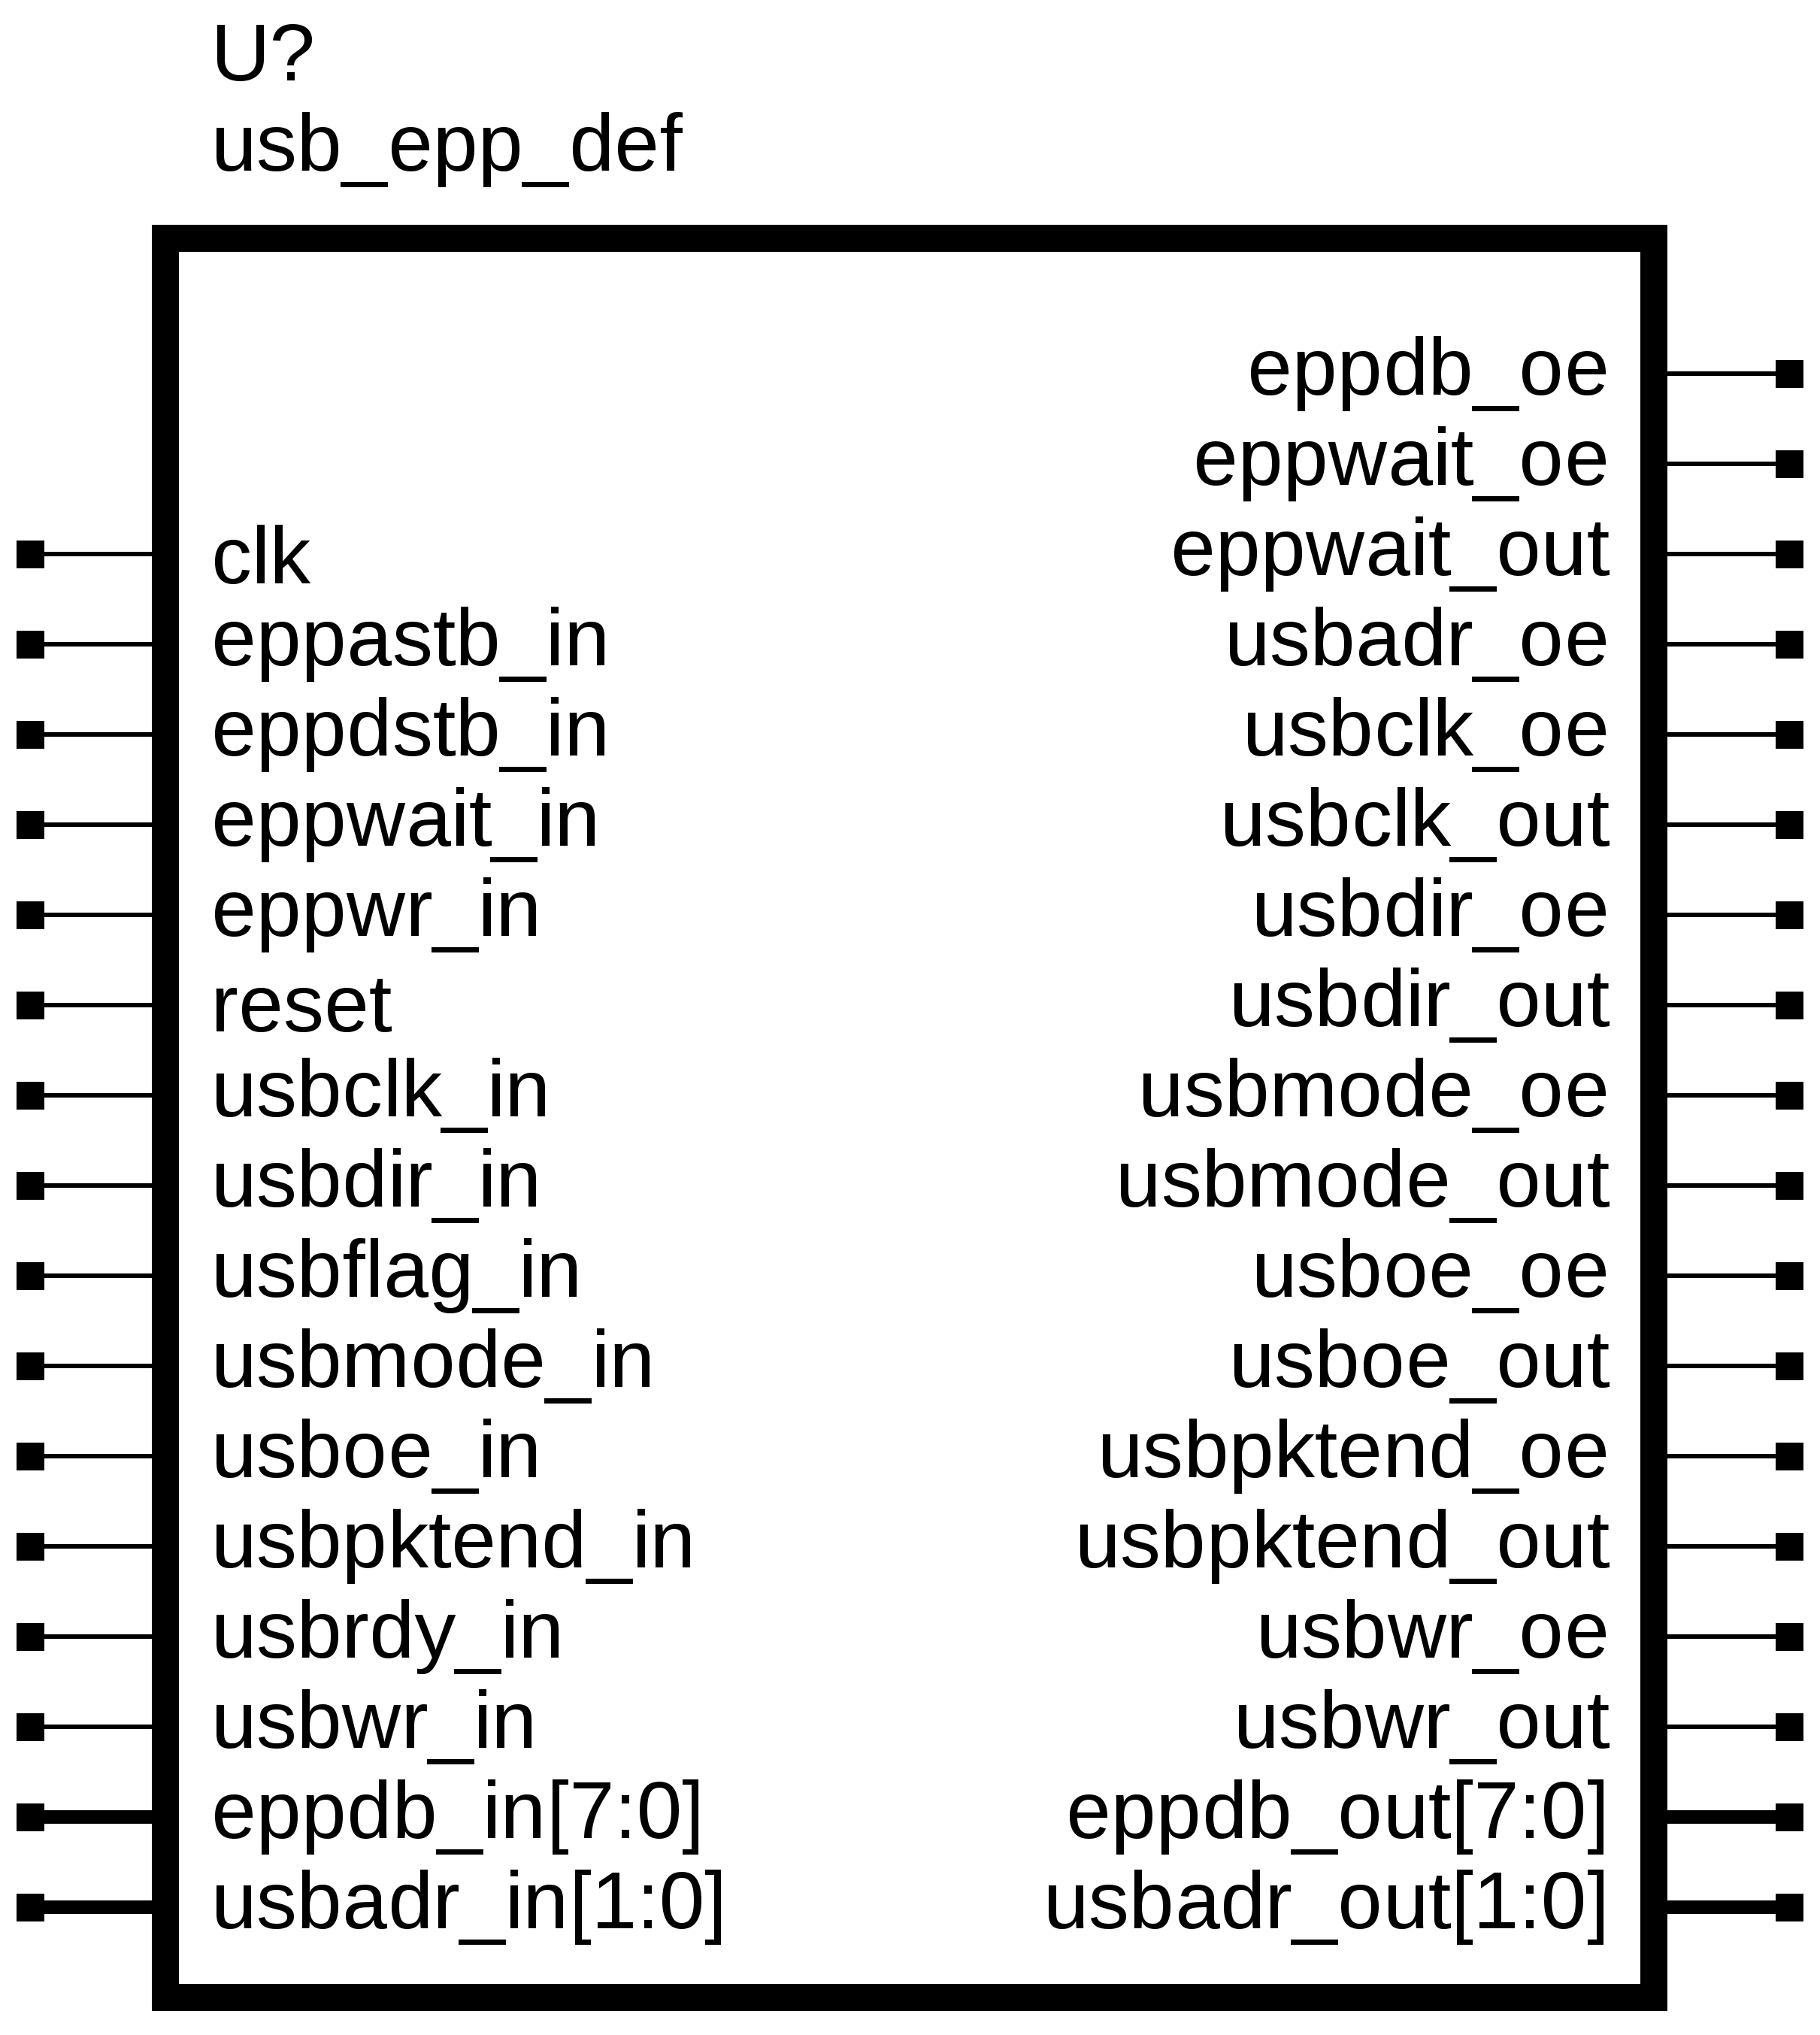 U?
usb_epp_def
eppdb_oe
eppwait_oe
clk eppwait_out
eppastb_in usbadr_oe
eppdstb_in usbclk_oe
eppwait_in usbclk_out
eppwr_in usbdir_oe
reset usbdir_out
usbclk_in usbmode_oe
usbdir_in usbmode_out
usbflag_in usboe_oe
usbmode_in usboe_out
usboe_in usbpktend_oe
usbpktend_in usbpktend_out
usbrdy_in usbwr_oe
usbwr_in usbwr_out
eppdb_in[7:0] eppdb_out[7:0]
usbadr_in[1:0] usbadr_out[1:0]